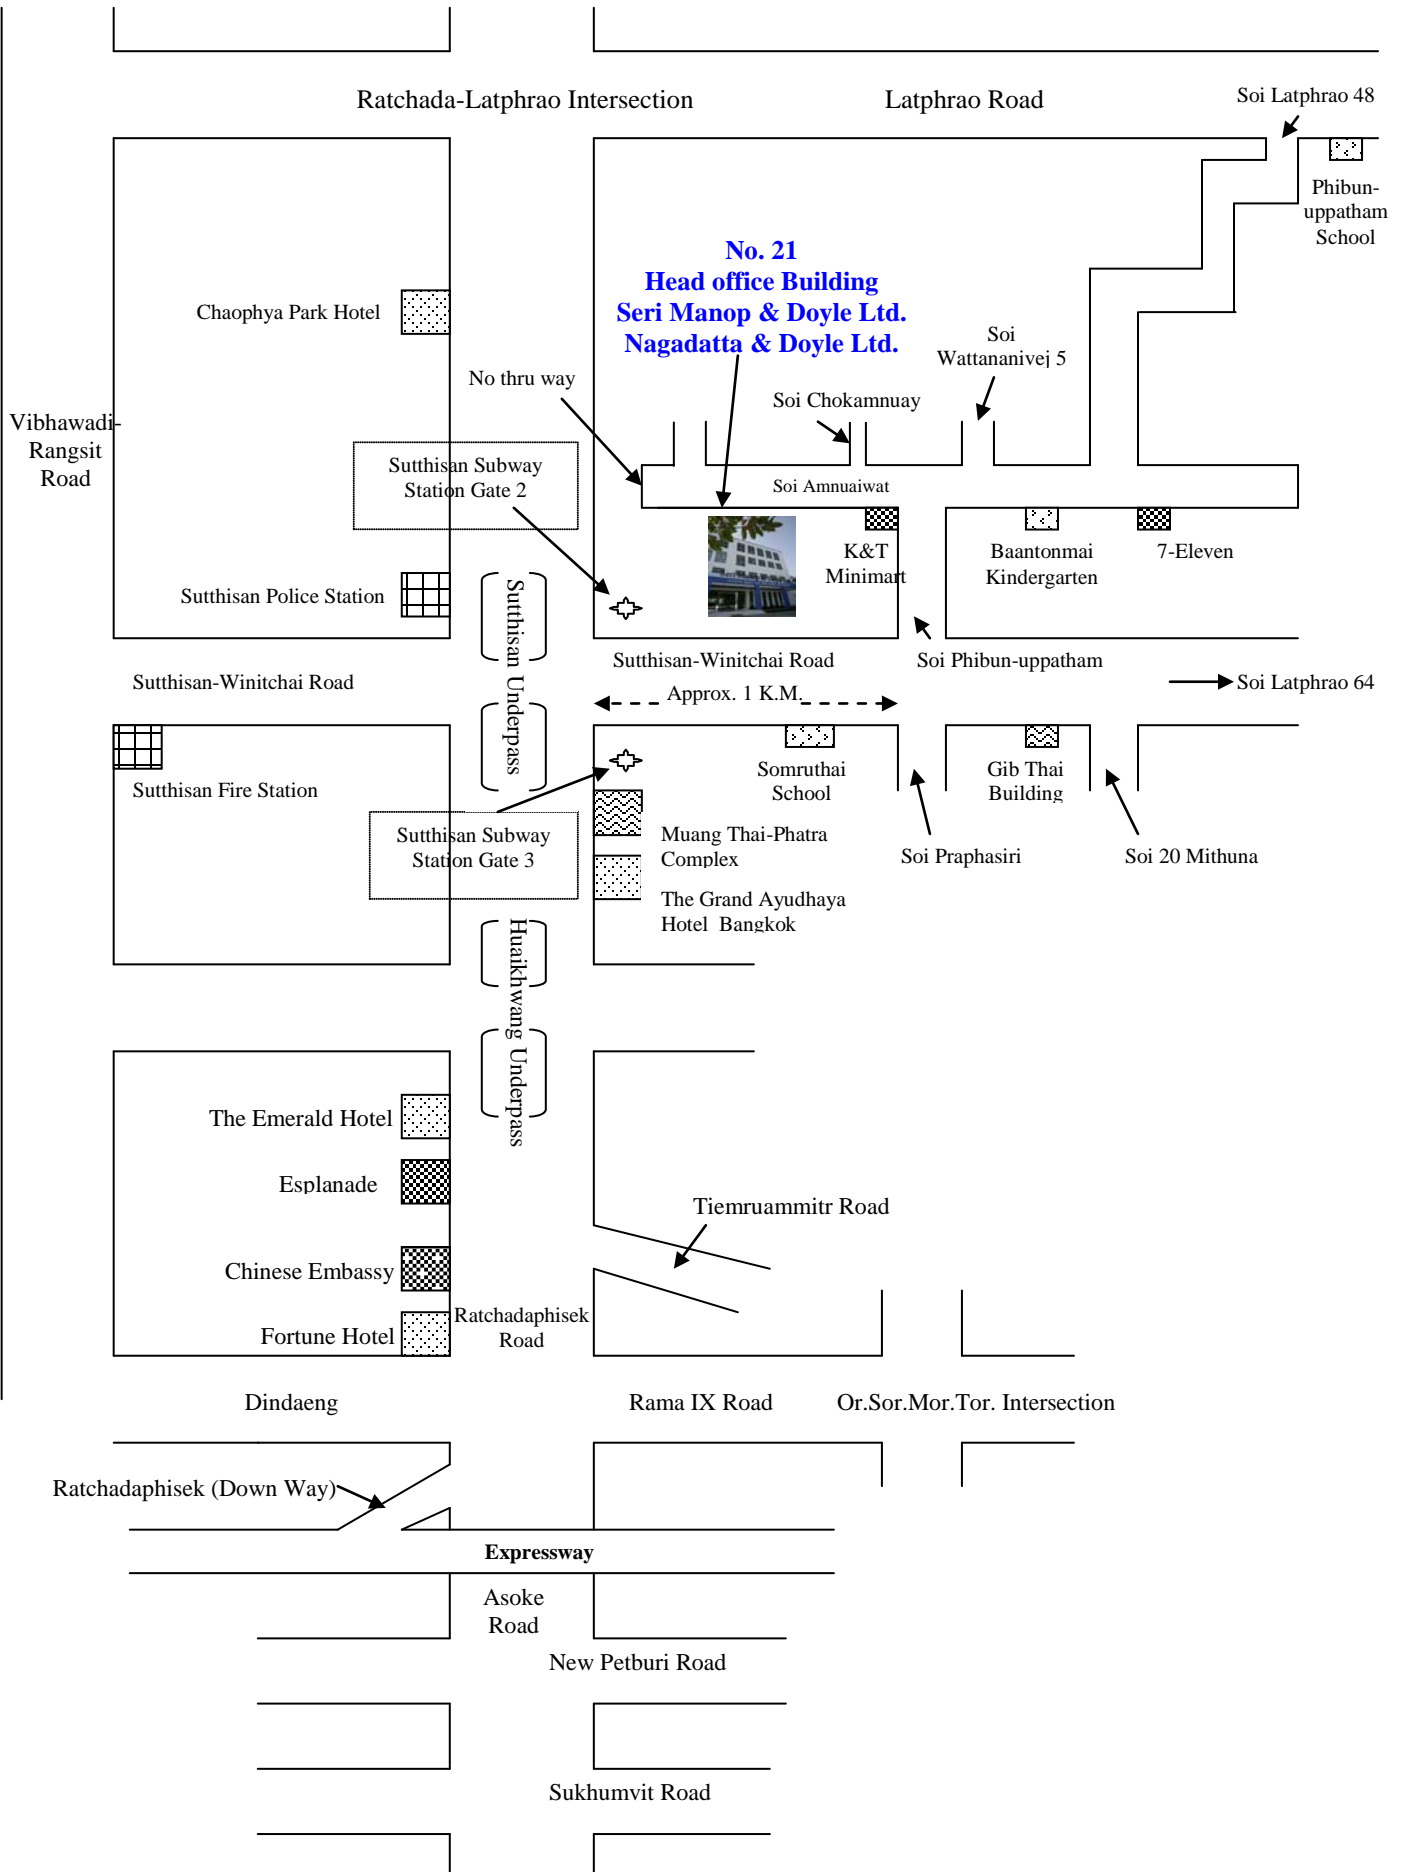 Ratchada-Latphrao Intersection
Latphrao Road
Soi Latphrao 48
Phibun-
uppatham
School
No. 21
Head office Building
Seri Manop & Doyle Ltd.
Nagadatta & Doyle Ltd.
Chaophya Park Hotel
Soi
Wattananivej 5
No thru way
Soi Chokamnuay
Vibhawadi-
Rangsit
Road
Sutthisan Subway
Station Gate 2
Soi Amnuaiwat
K&T
Minimart
Baantonmai
Kindergarten
7-Eleven
Sutthisan Police Station
Sutthisan Underpass
Sutthisan-Winitchai Road
Soi Phibun-uppatham
Sutthisan-Winitchai Road
Approx. 1 K.M.
Soi Latphrao 64
Sutthisan Fire Station
Somruthai
School
Gib Thai
Building
Sutthisan Subway
Station Gate 3
Muang Thai-Phatra
Complex
Soi Praphasiri
Soi 20 Mithuna
The Grand Ayudhaya
Hotel Bangkok
Huaikhwang Underpass
The Emerald Hotel
Esplanade
Tiemruammitr Road
Chinese Embassy
Ratchadaphisek
Road
Fortune Hotel
Dindaeng
Rama IX Road
Or.Sor.Mor.Tor. Intersection
Ratchadaphisek (Down Way)
Expressway
Asoke
Road
New Petburi Road
Sukhumvit Road